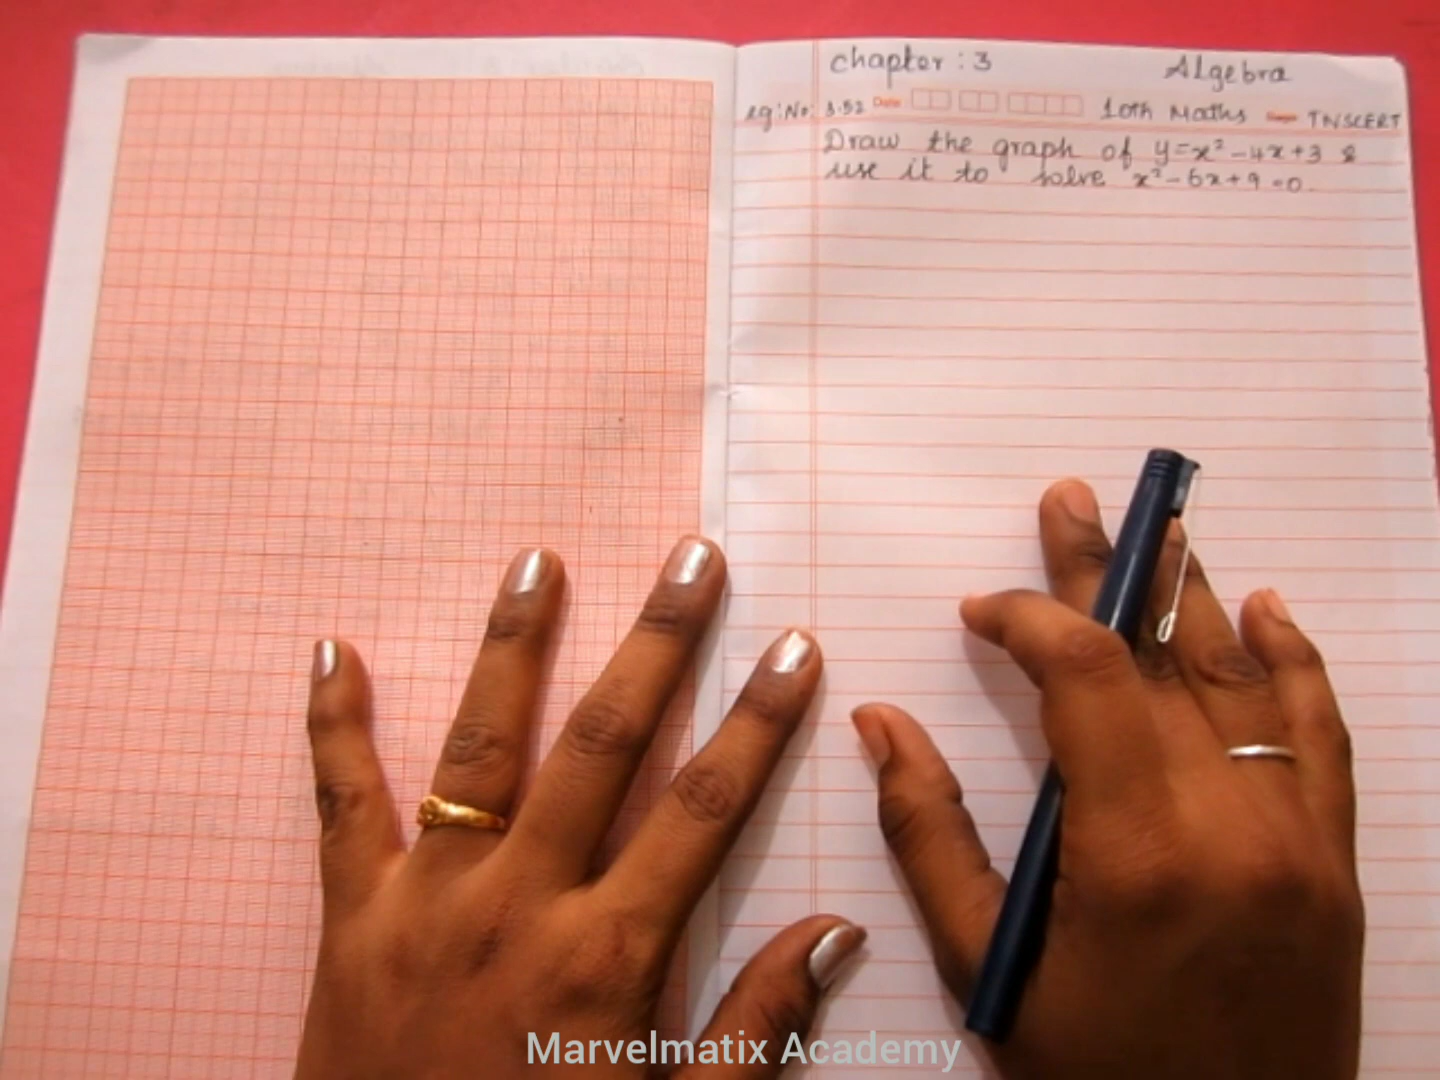 chapter : 3 Algebra
eg:No: 3.52 Date 10th Maths TNSCERT
Draw the graph of y=x²-4x+3 &
use it to solve x²-6x+9=0.
Marvelmatix Academy